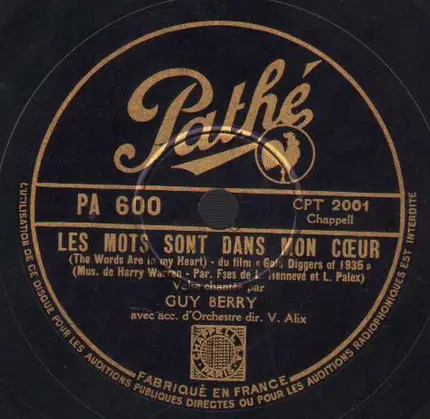 Pathé
PA 600
CPT 2001
Chappell
LES MOTS SONT DANS MON CŒUR
(The Words Are in my Heart) - du film « Gold Diggers of 1935 »
(Mus. de Harry Warren - Par. Fses de L. Hennevé et L. Palex)
Valse chantée par
GUY BERRY
avec acc. d'Orchestre dir. V. Alix
CHAPPELL
PARIS
FABRIQUÉ EN FRANCE
L'UTILISATION DE CE DISQUE POUR LES AUDITIONS PUBLIQUES DIRECTES OU POUR LES AUDITIONS RADIOPHONIQUES EST INTERDITE